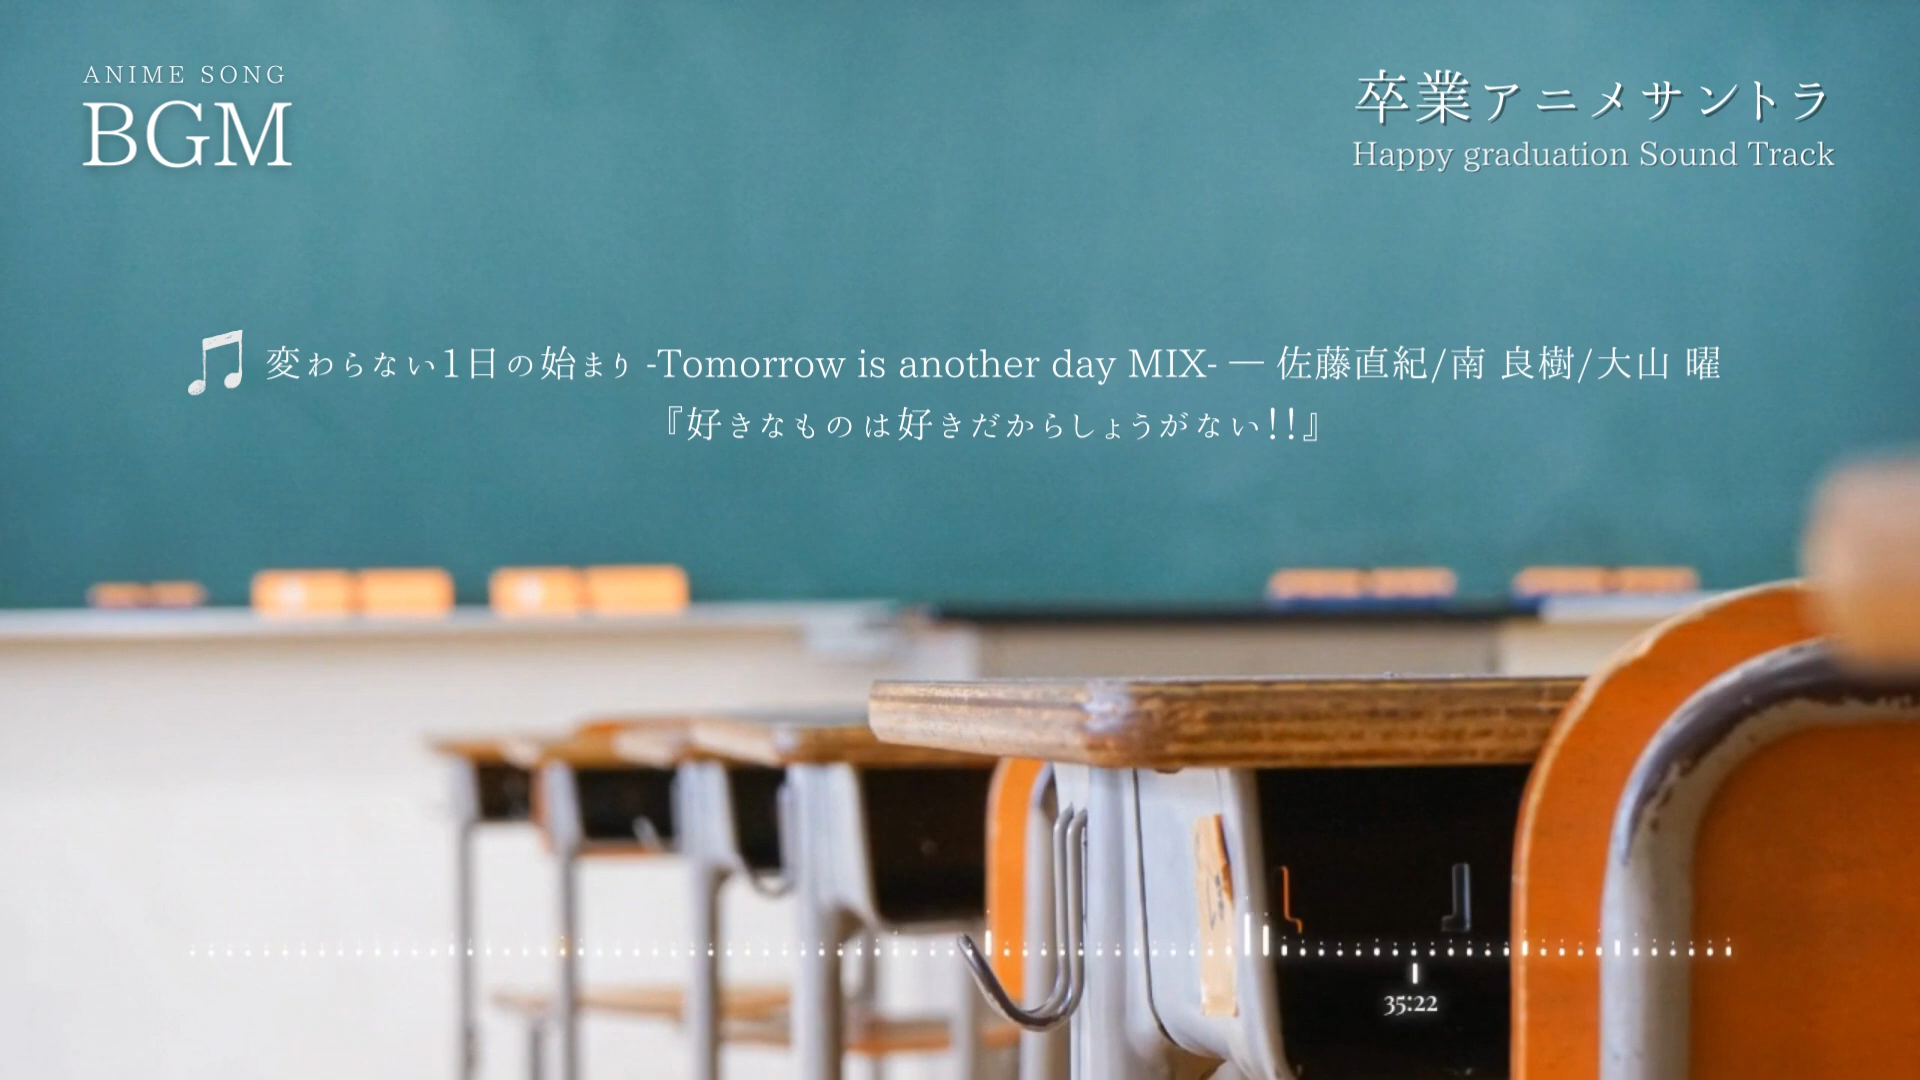 ANIME SONG
BGM
卒業アニメサントラ
Happy graduation Sound Track
変わらない1日の始まり -Tomorrow is another day MIX- — 佐藤直紀/南 良樹/大山 曜
『好きなものは好きだからしょうがない!!』
35:22